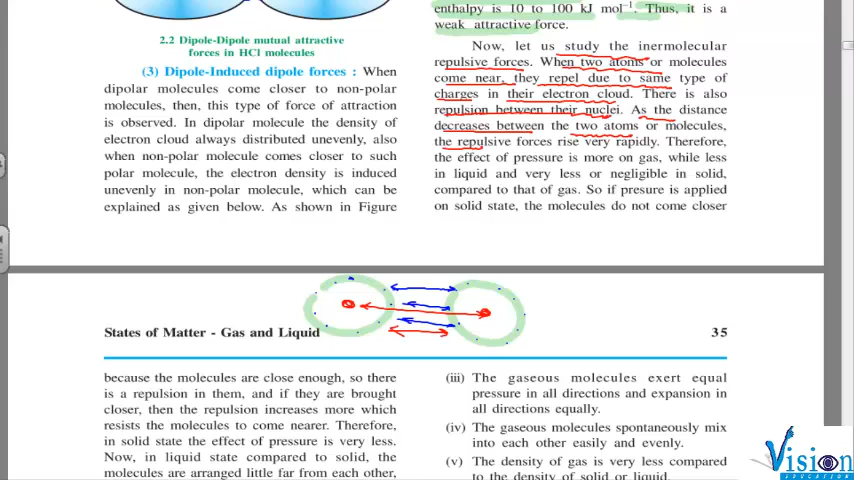 2.2 Dipole-Dipole mutual attractive
forces in HCl molecules
(3) Dipole-Induced dipole forces : When
dipolar molecules come closer to non-polar
molecules, then, this type of force of attraction
is observed. In dipolar molecule the density of
electron cloud always distributed unevenly, also
when non-polar molecule comes closer to such
polar molecule, the electron density is induced
unevenly in non-polar molecule, which can be
explained as given below. As shown in Figure
enthalpy is 10 to 100 kJ mol⁻¹. Thus, it is a
weak attractive force.
Now, let us study the inermolecular
repulsive forces. When two atoms or molecules
come near, they repel due to same type of
charges in their electron cloud. There is also
repulsion between their nuclei. As the distance
decreases between the two atoms or molecules,
the repulsive forces rise very rapidly. Therefore,
the effect of pressure is more on gas, while less
in liquid and very less or negligible in solid,
compared to that of gas. So if presure is applied
on solid state, the molecules do not come closer
States of Matter - Gas and Liquid 35
because the molecules are close enough, so there
is a repulsion in them, and if they are brought
closer, then the repulsion increases more which
resists the molecules to come nearer. Therefore,
in solid state the effect of pressure is very less.
Now, in liquid state compared to solid, the
molecules are arranged little far from each other,
(iii) The gaseous molecules exert equal
pressure in all directions and expansion in
all directions equally.
(iv) The gaseous molecules spontaneously mix
into each other easily and evenly.
(v) The density of gas is very less compared
to the density of solid or liquid.
Vision
EDUCATION